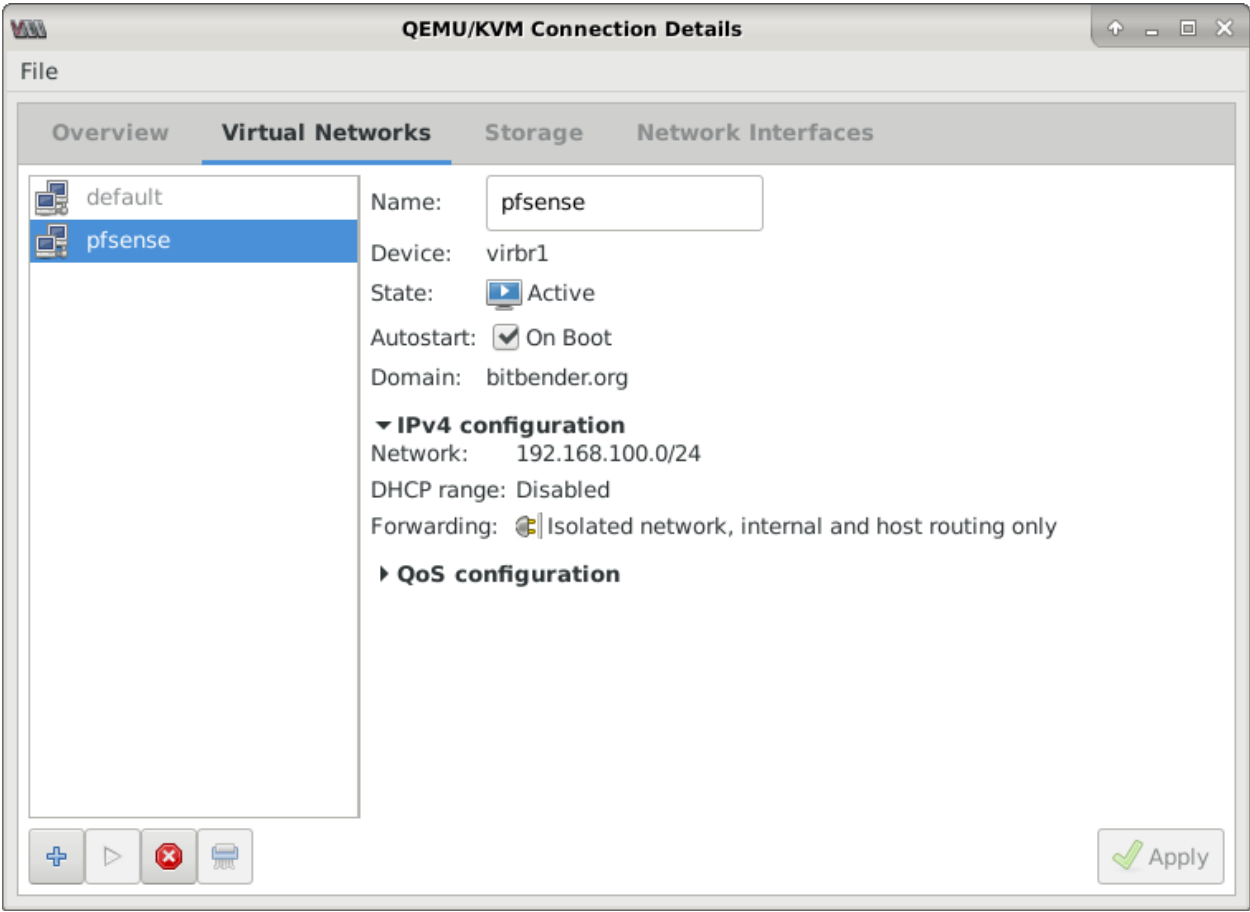 QEMU/KVM Connection Details
File
Overview Virtual Networks Storage Network Interfaces
default
pfsense
Name: pfsense
Device: virbr1
State: Active
Autostart: On Boot
Domain: bitbender.org
IPv4 configuration
Network: 192.168.100.0/24
DHCP range: Disabled
Forwarding: Isolated network, internal and host routing only
QoS configuration
Apply